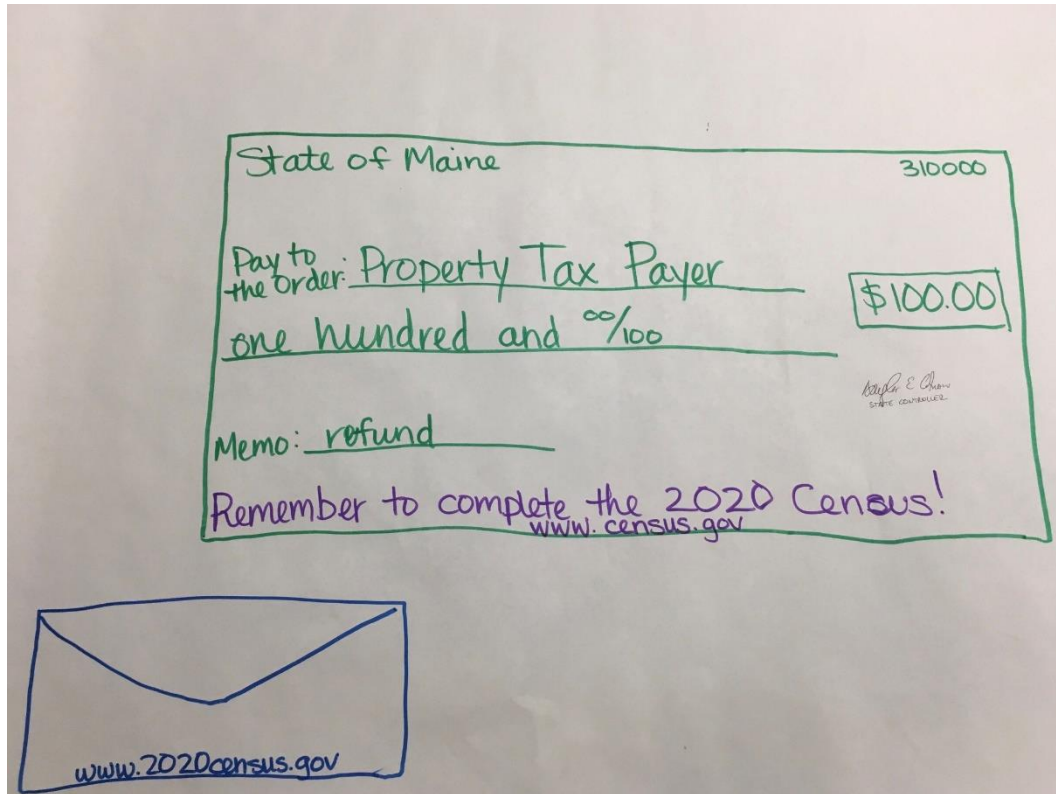 State of Maine
310000
Pay to the order: Property Tax Payer
$100.00
one hundred and 00/100
STATE CONTROLLER
Memo: refund
Remember to complete the 2020 Census!
www.census.gov
www.2020census.gov